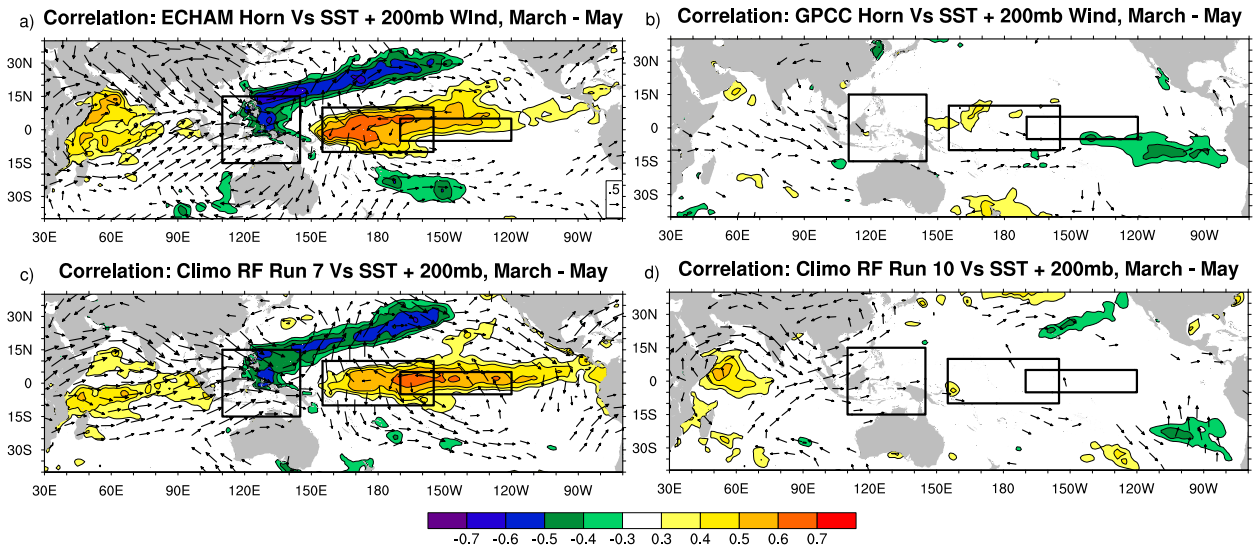 a) Correlation: ECHAM Horn Vs SST + 200mb WInd, March - May
30N
15N
0
15S
30S
.5
30E 60E 90E 120E 150E 180 150W 120W 90W
b) Correlation: GPCC Horn Vs SST + 200mb Wind, March - May
30N
15N
0
15S
30S
30E 60E 90E 120E 150E 180 150W 120W 90W
c) Correlation: Climo RF Run 7 Vs SST + 200mb, March - May
30N
15N
0
15S
30S
30E 60E 90E 120E 150E 180 150W 120W 90W
d) Correlation: Climo RF Run 10 Vs SST + 200mb, March - May
30N
15N
0
15S
30S
30E 60E 90E 120E 150E 180 150W 120W 90W
-0.7 -0.6 -0.5 -0.4 -0.3 0.3 0.4 0.5 0.6 0.7